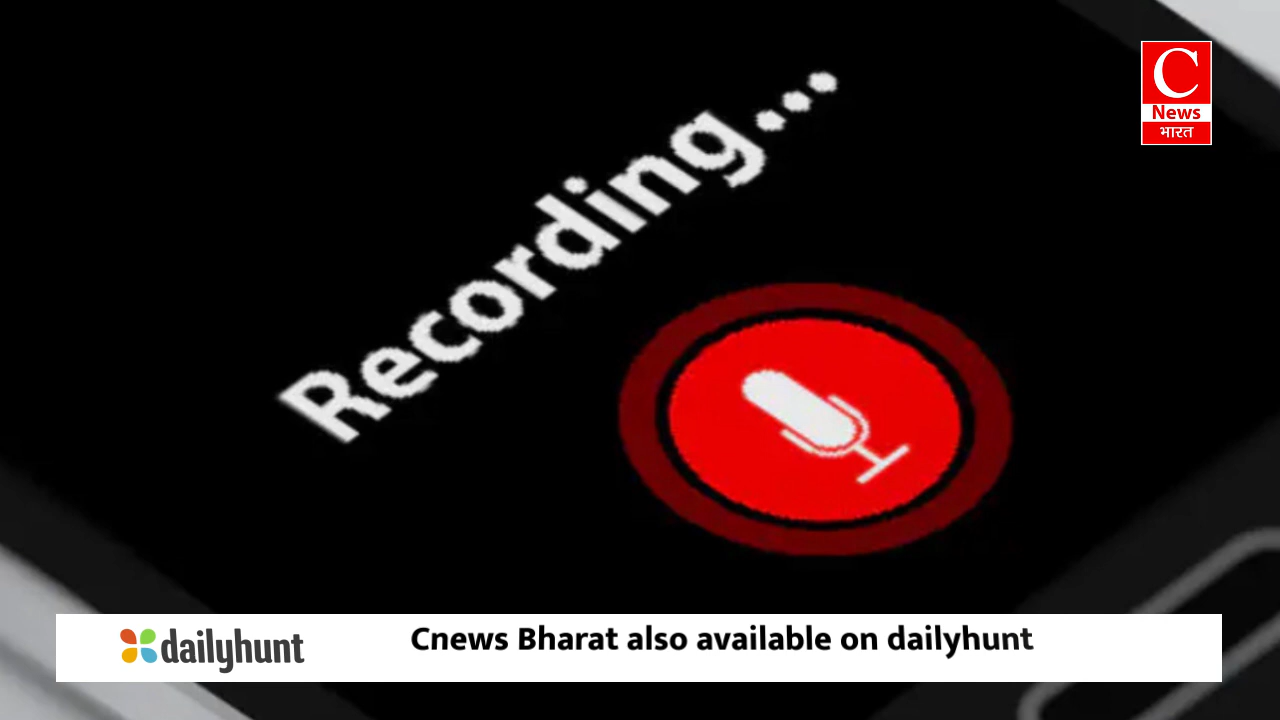 Recording...
C
News
भारत
dailyhunt
Cnews Bharat also available on dailyhunt